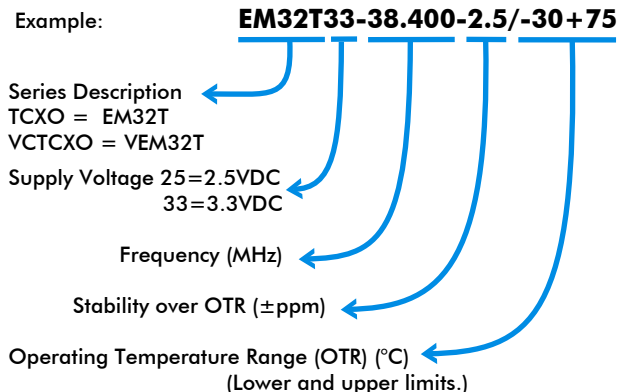 Example: EM32T33-38.400-2.5/-30+75
Series Description
TCXO = EM32T
VCTCXO = VEM32T
Supply Voltage 25=2.5VDC
33=3.3VDC
Frequency (MHz)
Stability over OTR (±ppm)
Operating Temperature Range (OTR) (°C)
(Lower and upper limits.)